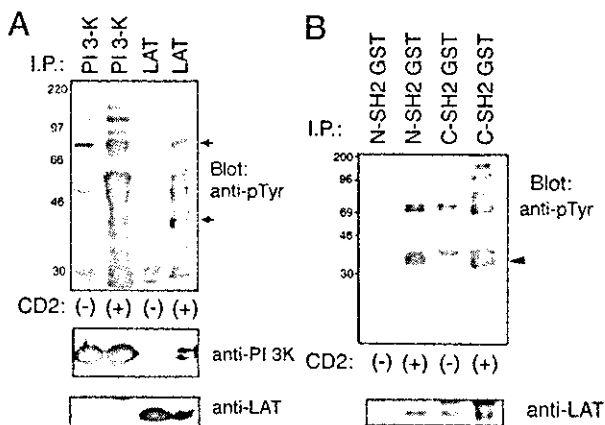 A
I.P.: PI 3-K PI 3-K LAT LAT
220
97
66
46
30
Blot:
anti-pTyr
CD2: (-) (+) (-) (+)
anti-PI 3K
anti-LAT
B
I.P.: N-SH2 GST N-SH2 GST C-SH2 GST C-SH2 GST
200
96
69
46
30
Blot:
anti-pTyr
CD2: (-) (+) (-) (+)
anti-LAT